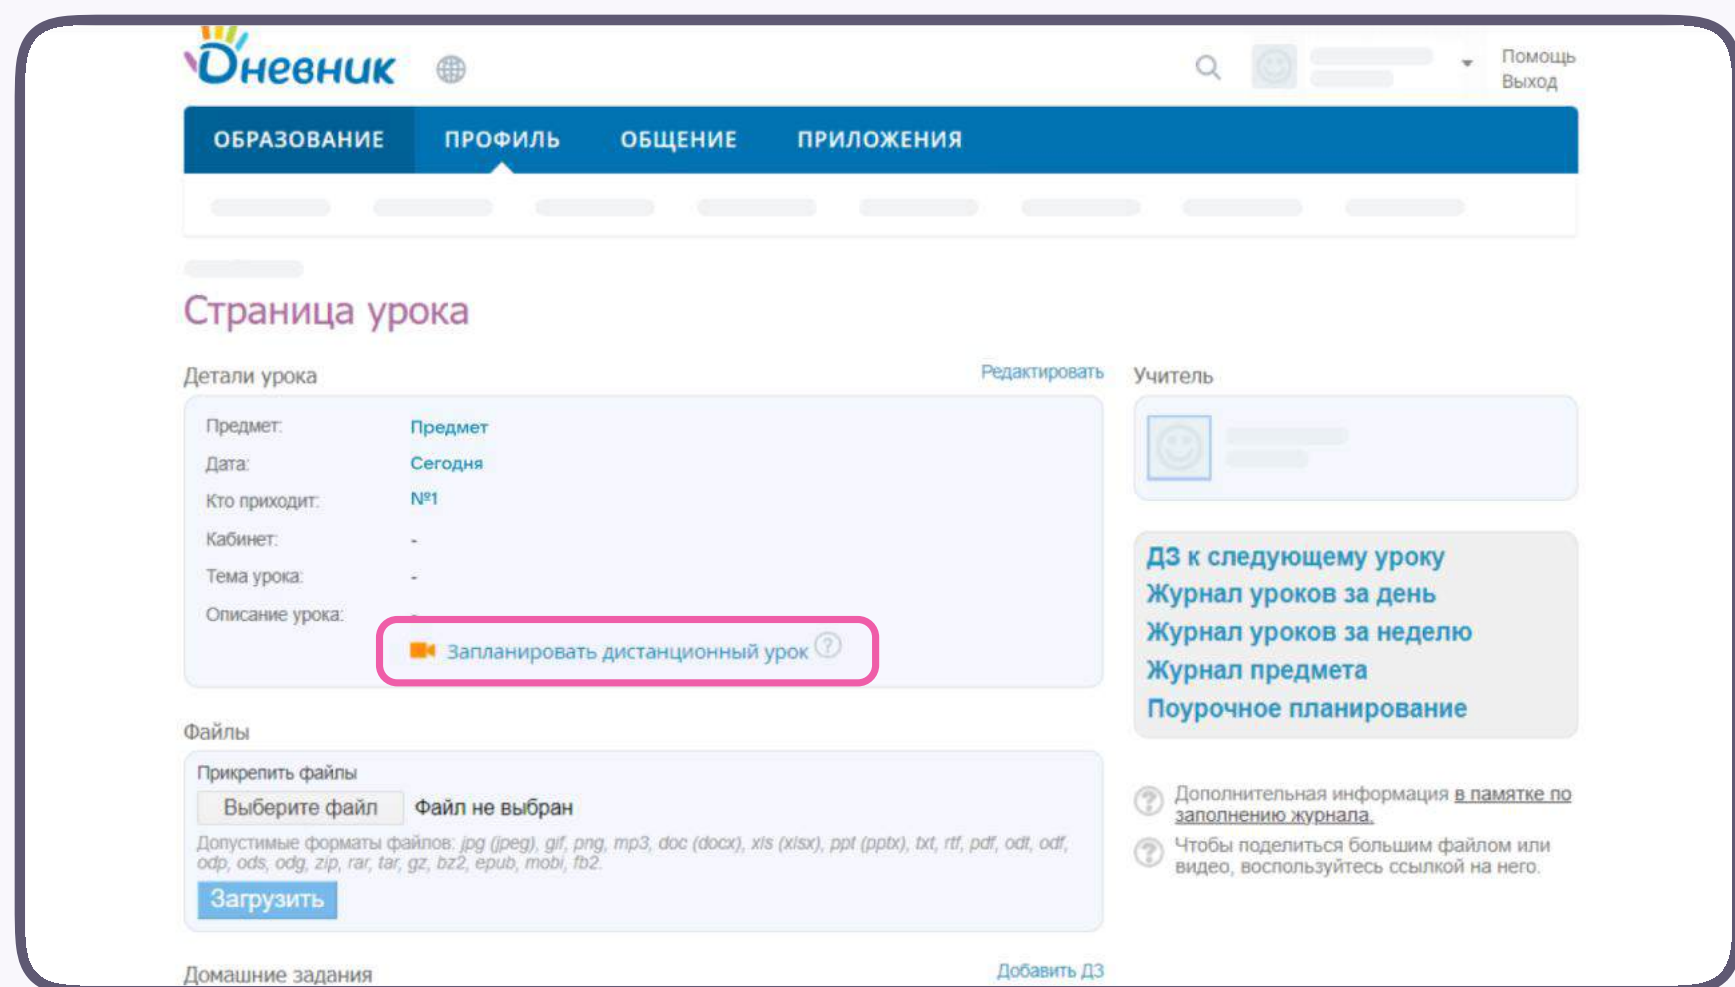 Дневник
Помощь
Выход
ОБРАЗОВАНИЕ ПРОФИЛЬ ОБЩЕНИЕ ПРИЛОЖЕНИЯ
Страница урока
Детали урока Редактировать
Предмет: Предмет
Дата: Сегодня
Кто приходит: №1
Кабинет: -
Тема урока: -
Описание урока: -
Запланировать дистанционный урок ?
Файлы
Прикрепить файлы
Выберите файл Файл не выбран
Допустимые форматы файлов: jpg (jpeg), gif, png, mp3, doc (docx), xls (xlsx), ppt (pptx), txt, rtf, pdf, odt, odf,
odp, ods, odg, zip, rar, tar, gz, bz2, epub, mobi, fb2.
Загрузить
Домашние задания Добавить ДЗ
Учитель
ДЗ к следующему уроку
Журнал уроков за день
Журнал уроков за неделю
Журнал предмета
Поурочное планирование
? Дополнительная информация в памятке по
заполнению журнала.
? Чтобы поделиться большим файлом или
видео, воспользуйтесь ссылкой на него.